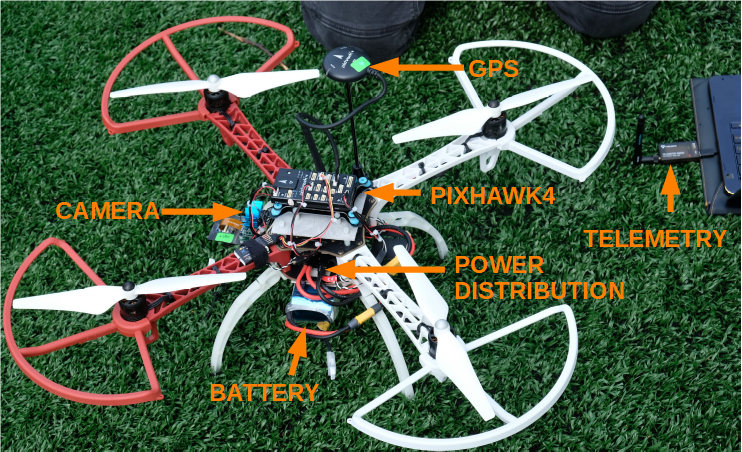 GPS
PIXHAWK4
CAMERA
TELEMETRY
POWER
DISTRIBUTION
BATTERY